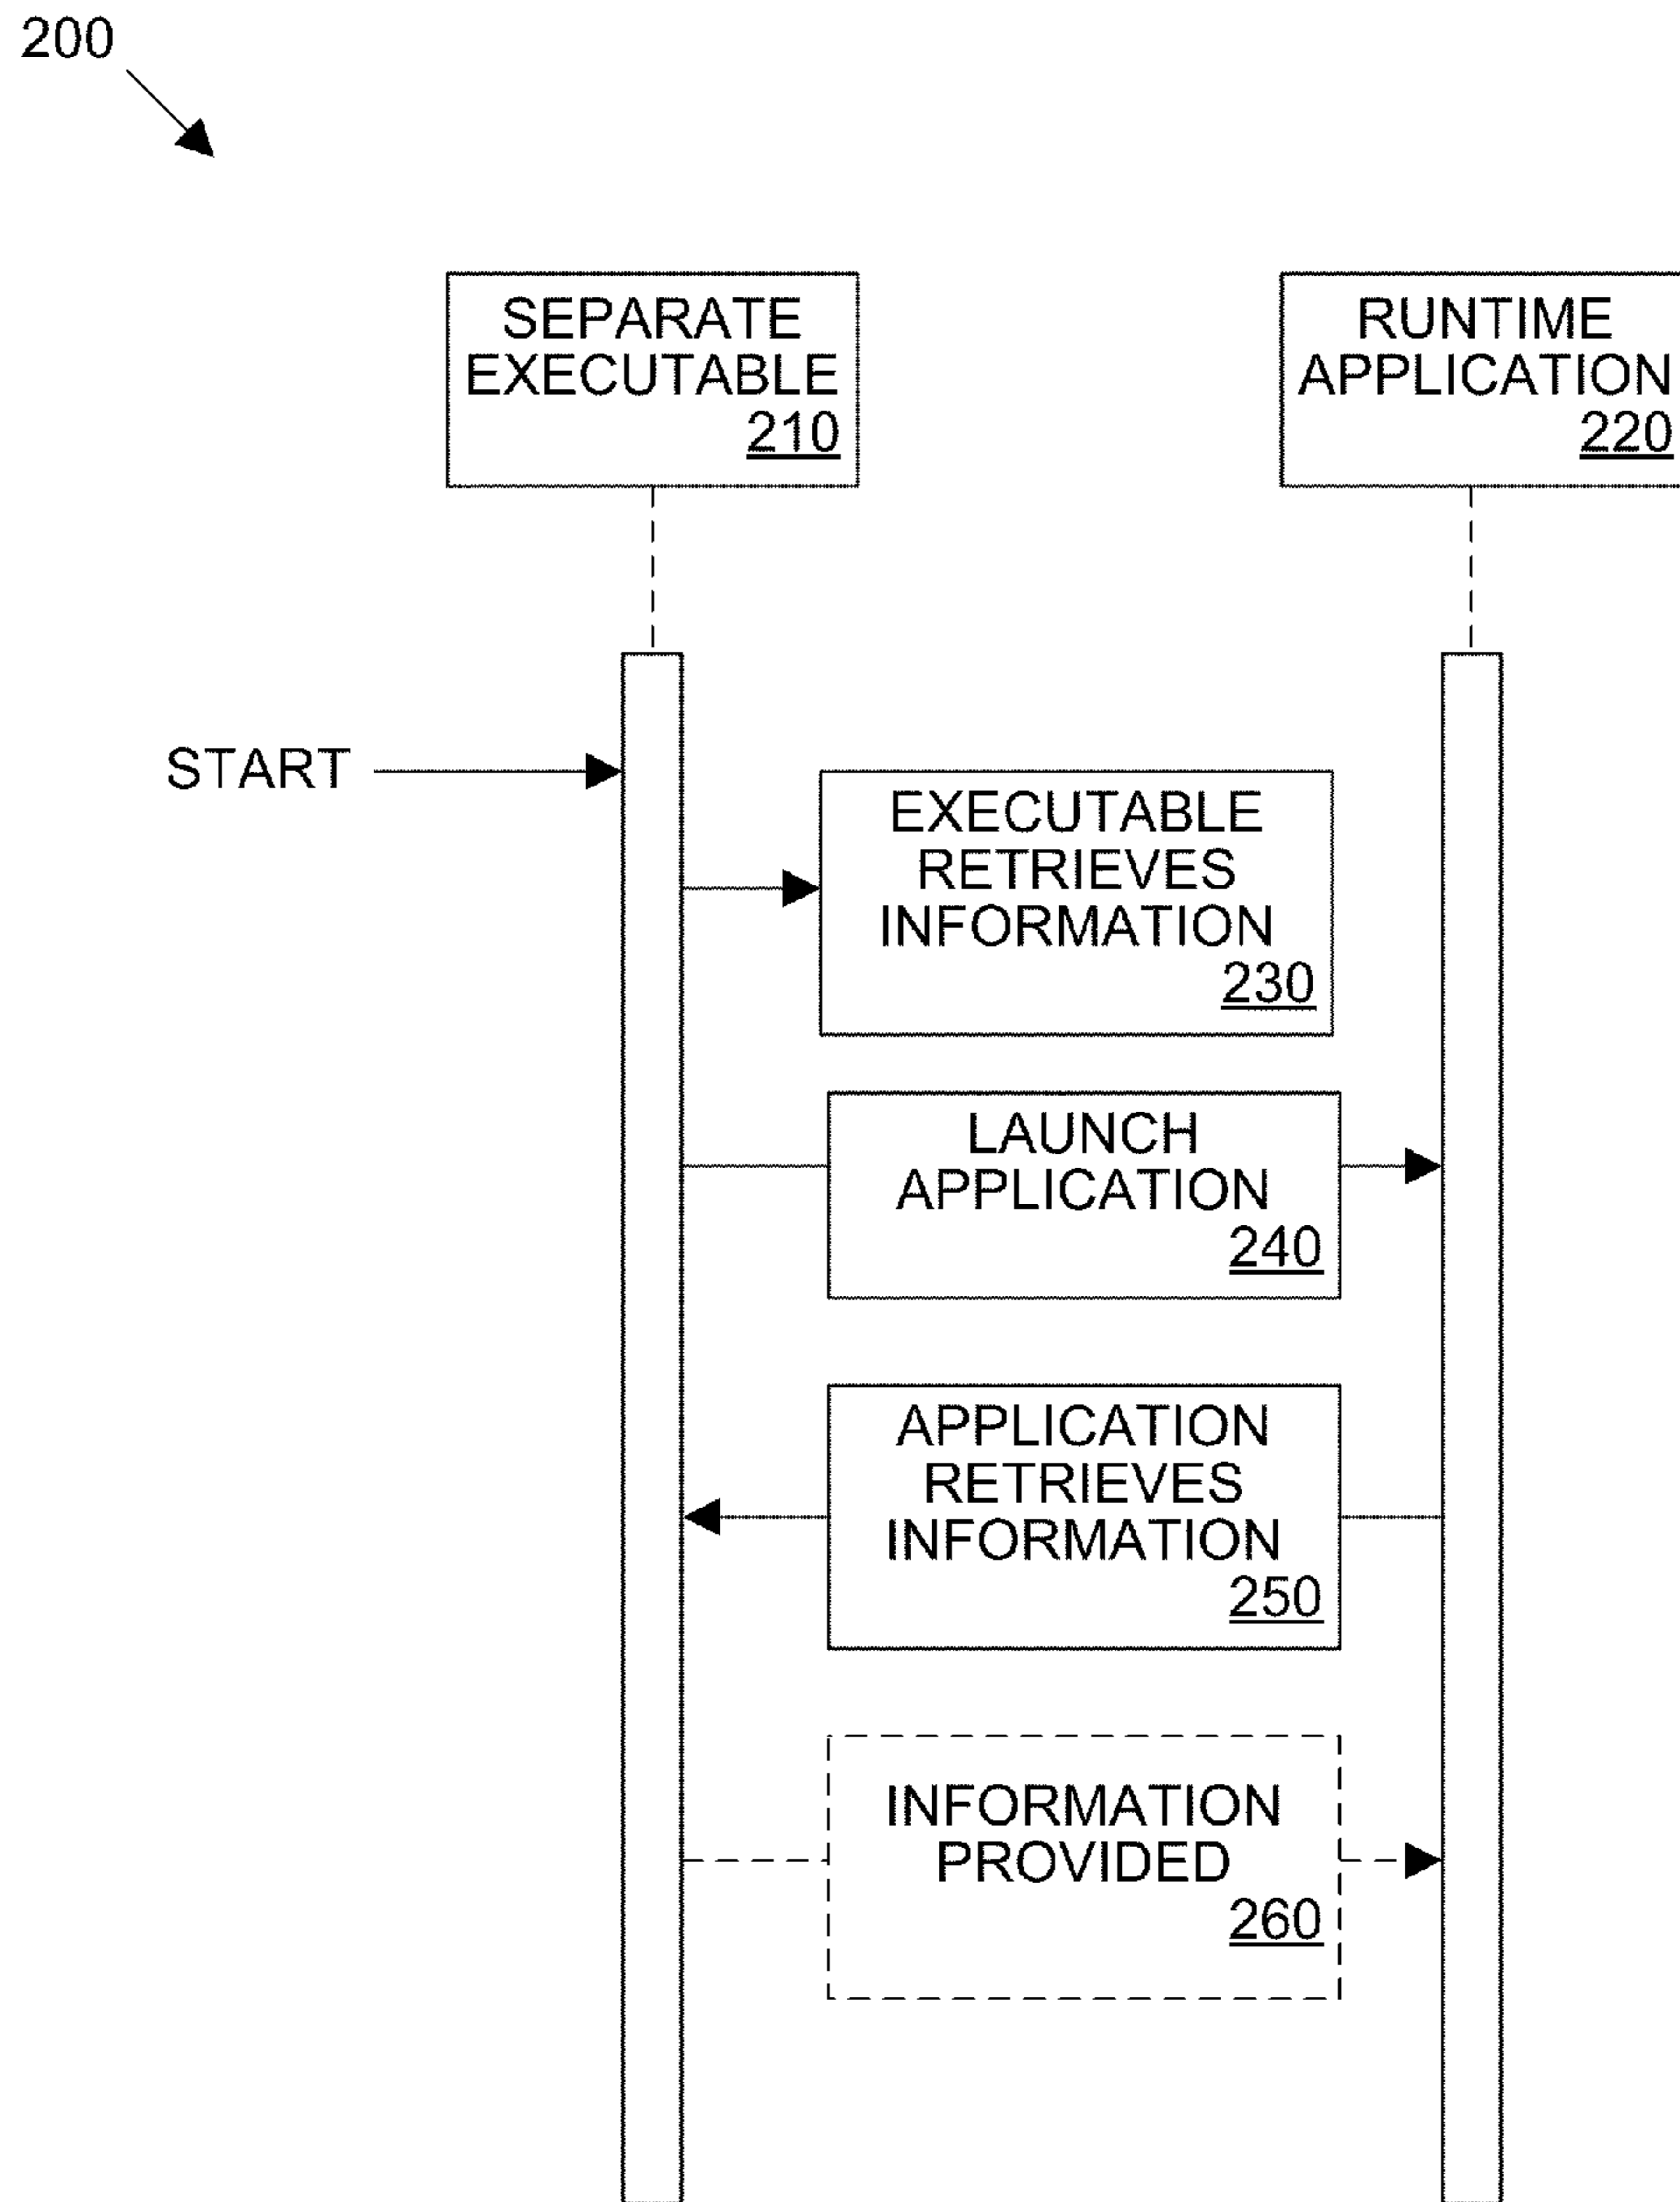 200
SEPARATE
EXECUTABLE
210
RUNTIME
APPLICATION
220
START
EXECUTABLE
RETRIEVES
INFORMATION
230
LAUNCH
APPLICATION
240
APPLICATION
RETRIEVES
INFORMATION
250
INFORMATION
PROVIDED
260